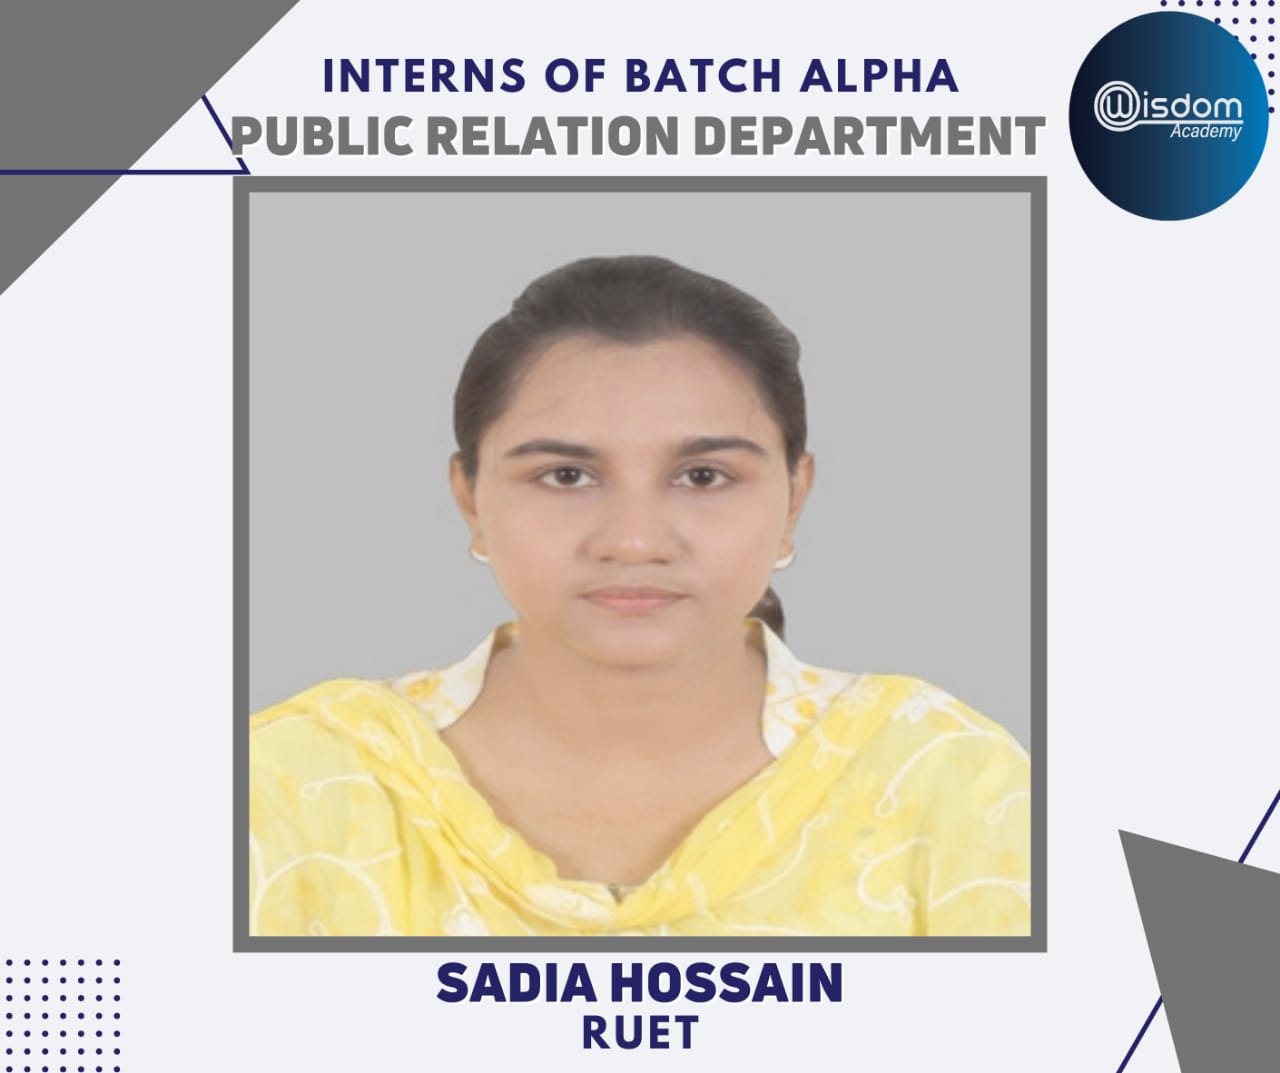 INTERNS OF BATCH ALPHA
PUBLIC RELATION DEPARTMENT
Wisdom
Academy
SADIA HOSSAIN
RUET